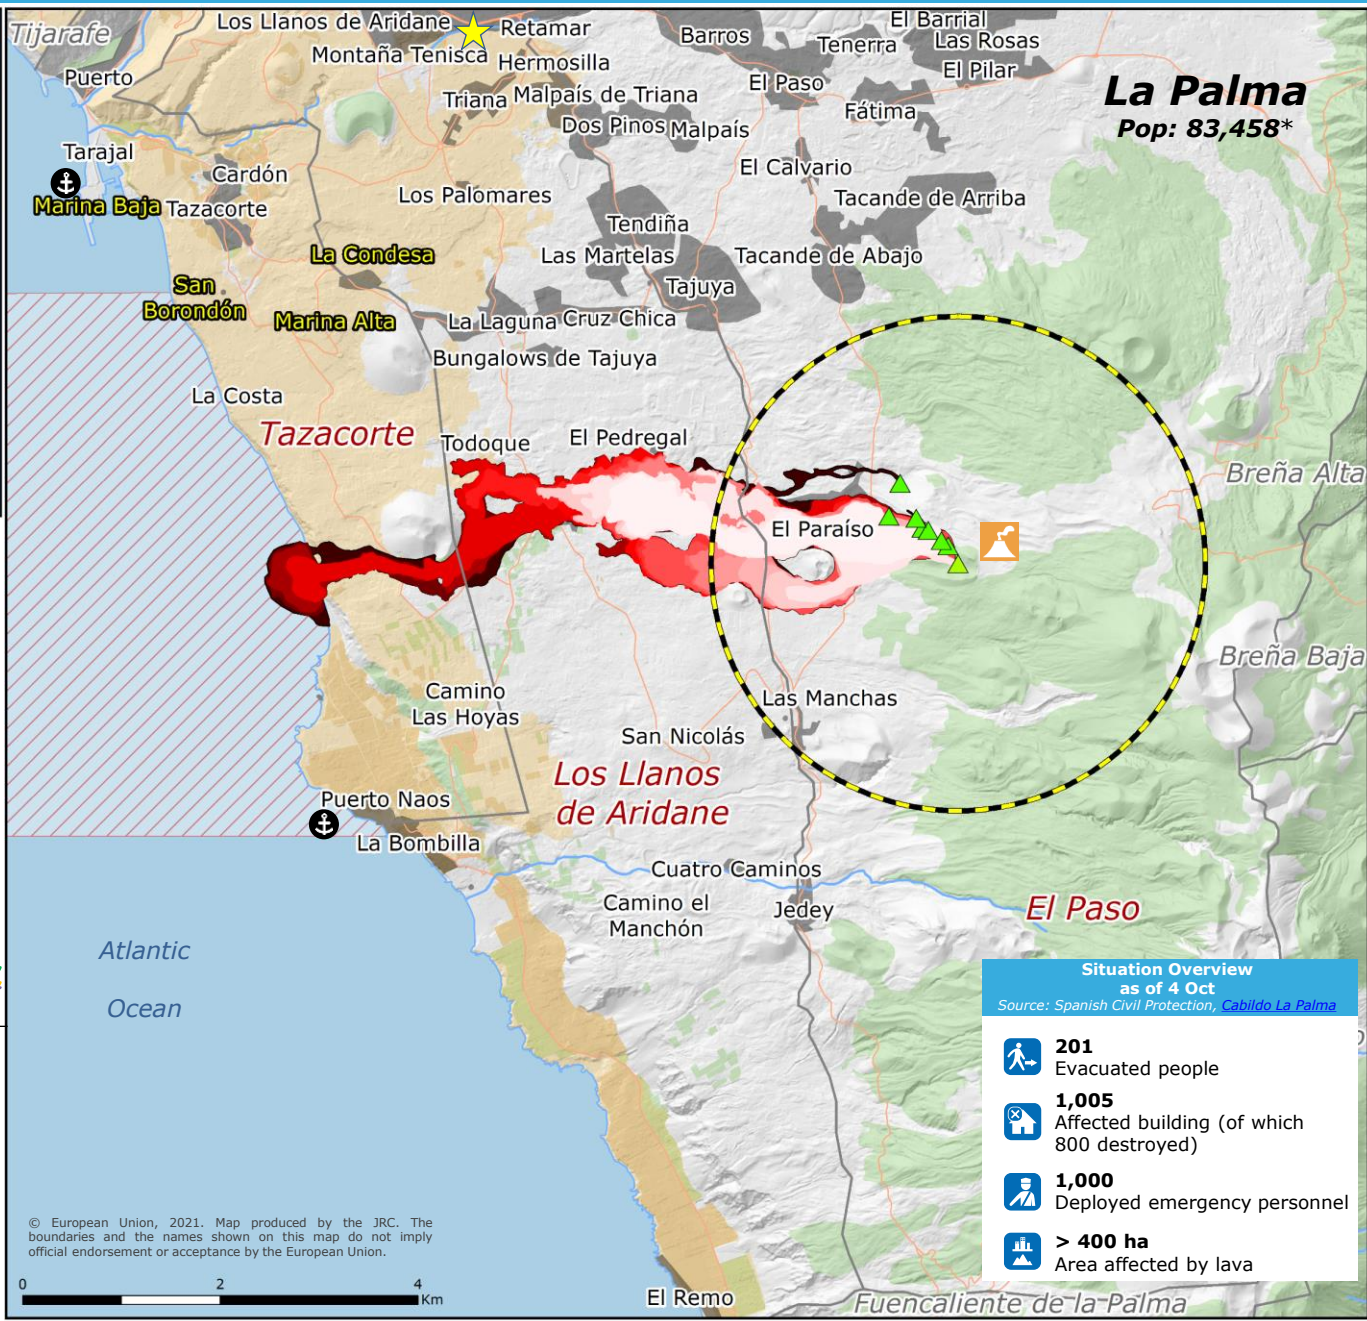 Tijarafe
Los Llanos de Aridane
Retamar
El Barrial
Barros
Tenerra
Las Rosas
Montaña Tenisca
Hermosilla
Puerto
El Paso
El Pilar
La Palma
Pop: 83,458*
Triana
Malpaís de Triana
Fátima
Dos Pinos
Malpaís
Tarajal
Cardón
El Calvario
Los Palomares
Tacande de Arriba
Marina Baja
Tazacorte
Tendiña
La Condesa
Las Martelas
Tacande de Abajo
San
Borondón
Tajuya
Marina Alta
La Laguna
Cruz Chica
Bungalows de Tajuya
La Costa
Tazacorte
Todoque
El Pedregal
Breña Alta
El Paraíso
Breña Baja
Camino
Las Hoyas
Las Manchas
San Nicolás
Los Llanos
de Aridane
Puerto Naos
La Bombilla
Cuatro Caminos
Camino el
Manchón
Jedey
El Paso
Atlantic
Ocean
Situation Overview
as of 4 Oct
Source: Spanish Civil Protection, Cabildo La Palma
201
Evacuated people
1,005
Affected building (of which
800 destroyed)
1,000
Deployed emergency personnel
> 400 ha
Area affected by lava
© European Union, 2021. Map produced by the JRC. The
boundaries and the names shown on this map do not imply
official endorsement or acceptance by the European Union.
0 2 4
Km
El Remo
Fuencaliente de la Palma